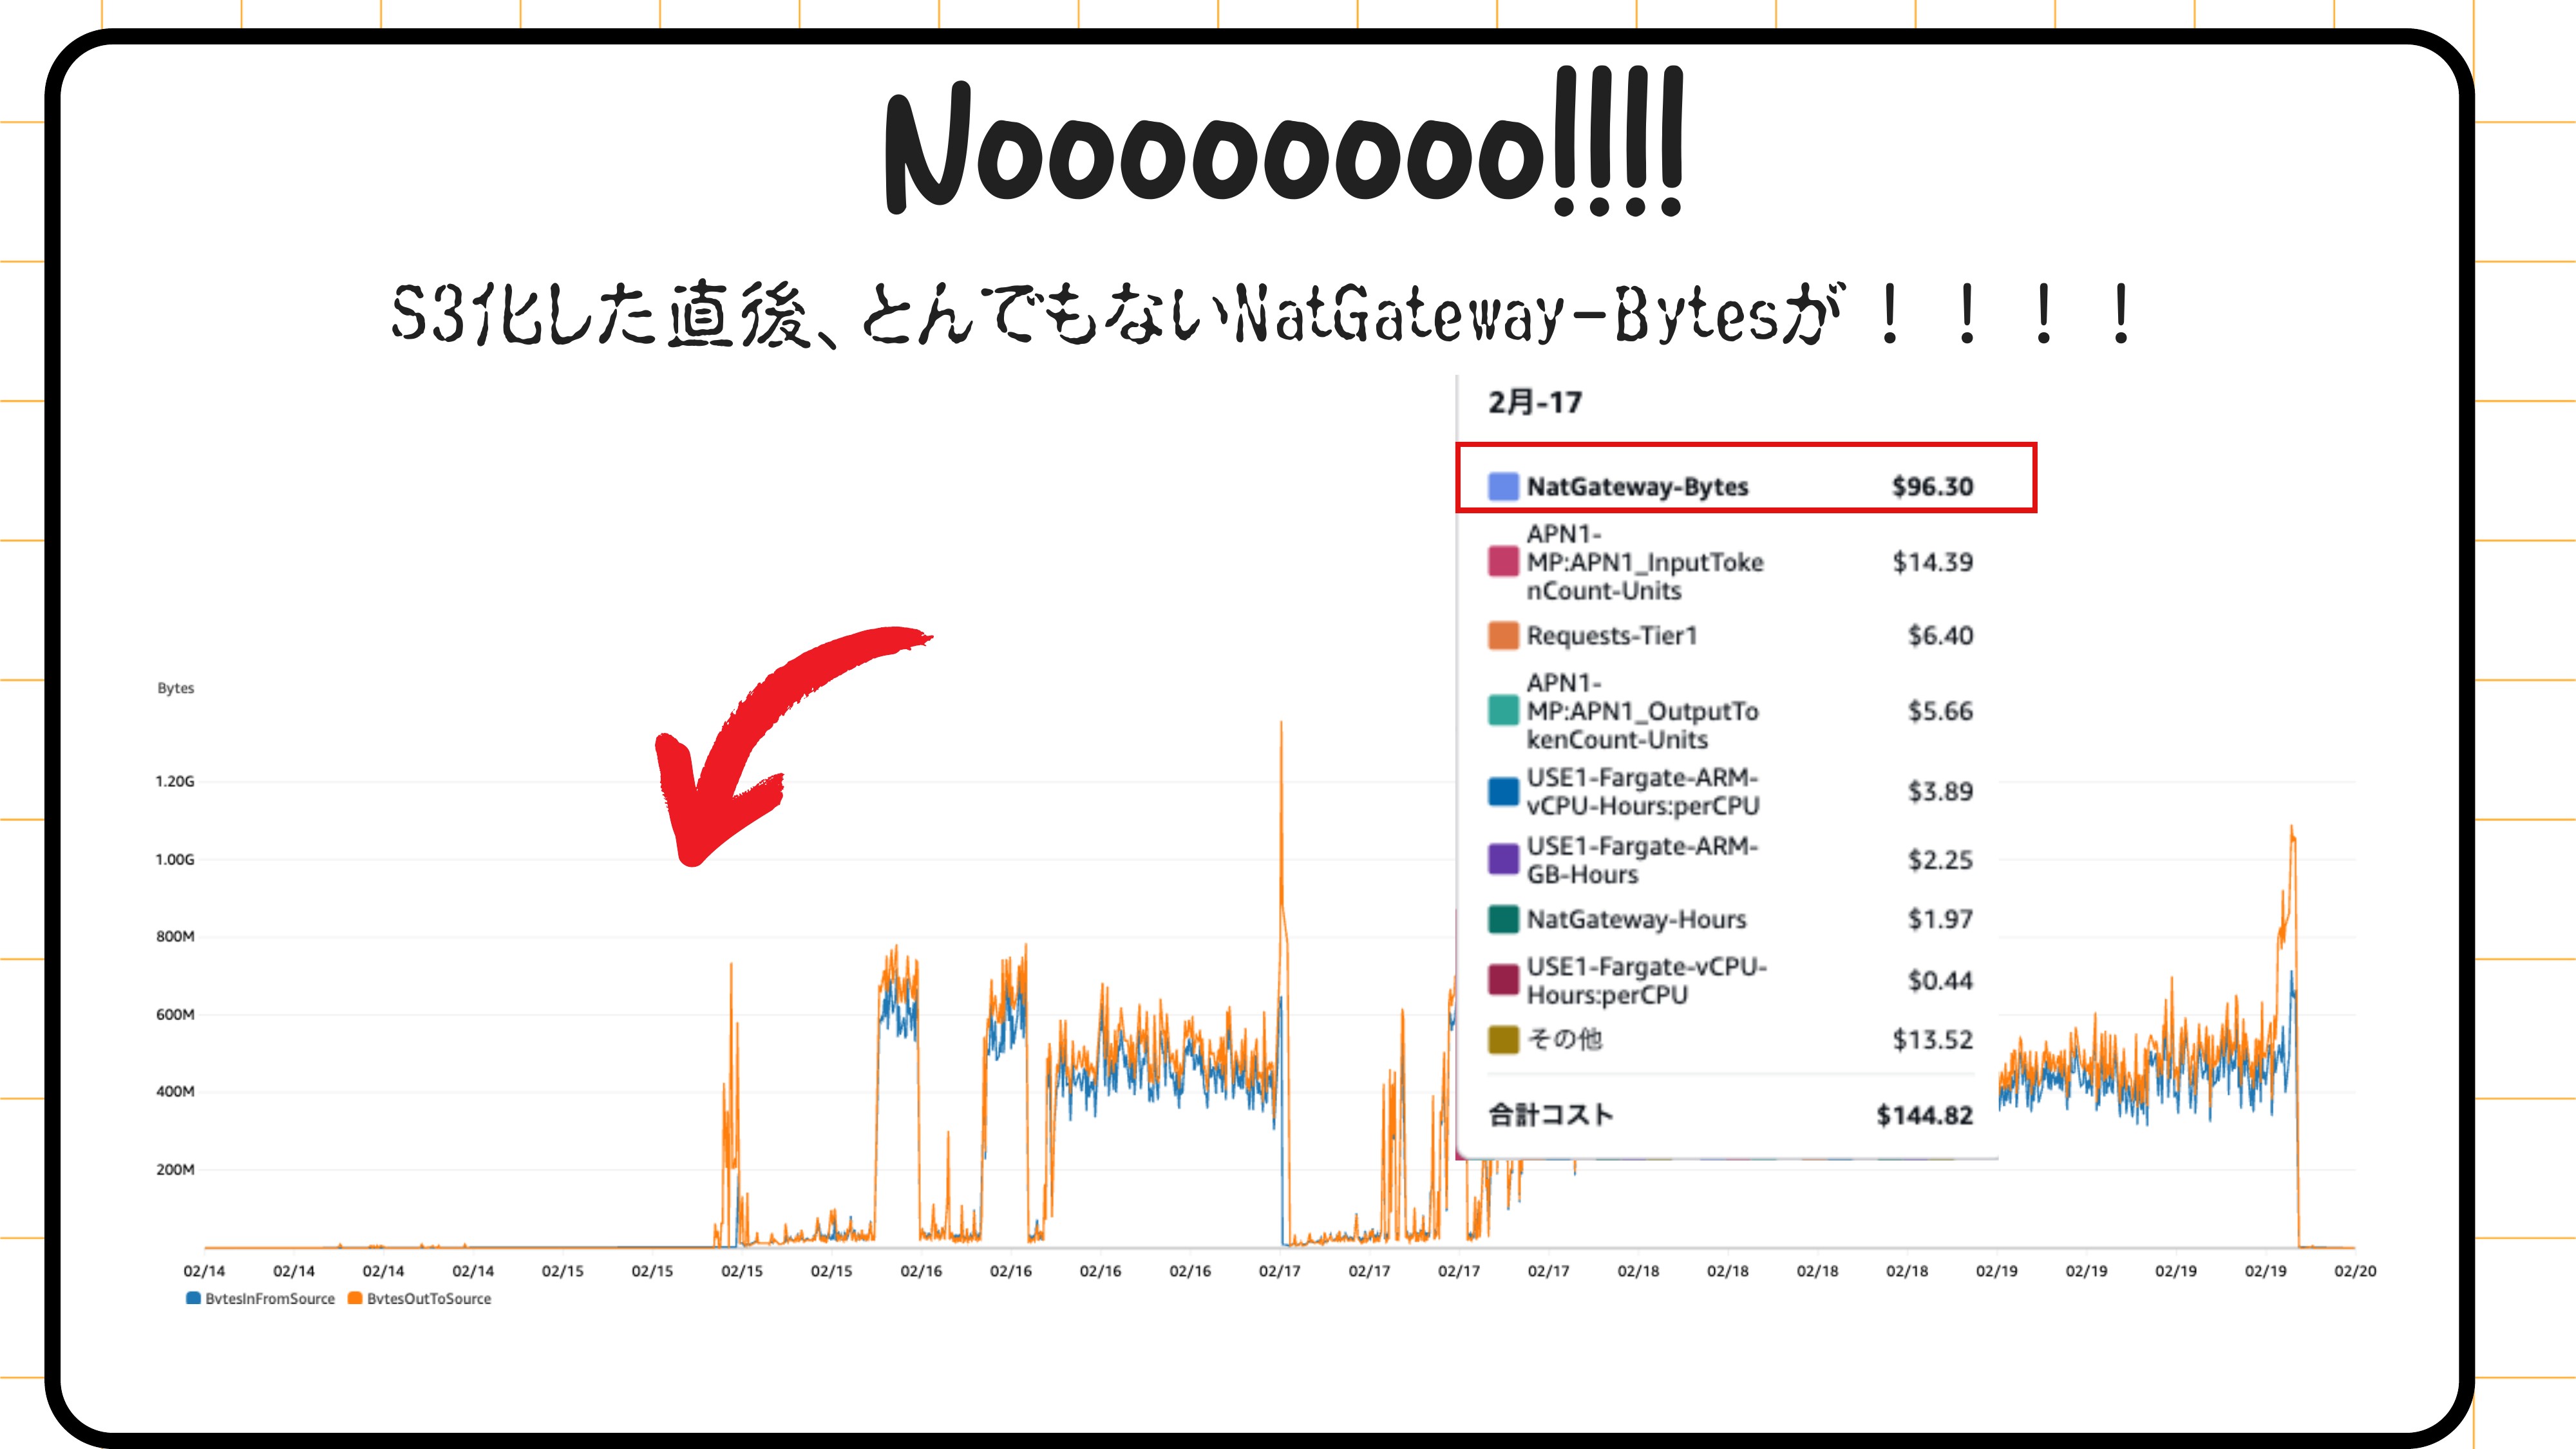 Noooooooo!!!!
S3化した直後、とんでもないNatGateway-Bytesが！！！！
2月-17
NatGateway-Bytes $96.30
APN1-
MP:APN1_InputToke
nCount-Units $14.39
Requests-Tier1 $6.40
APN1-
MP:APN1_OutputTo
kenCount-Units $5.66
USE1-Fargate-ARM-
vCPU-Hours:perCPU $3.89
USE1-Fargate-ARM-
GB-Hours $2.25
NatGateway-Hours $1.97
USE1-Fargate-vCPU-
Hours:perCPU $0.44
その他 $13.52
合計コスト $144.82
Bytes
1.20G
1.00G
800M
600M
400M
200M
02/14 02/14 02/14 02/14 02/15 02/15 02/15 02/15 02/16 02/16 02/16 02/16 02/17 02/17 02/17 02/17 02/18 02/18 02/18 02/18 02/19 02/19 02/19 02/19 02/20
BytesInFromSource BytesOutToSource